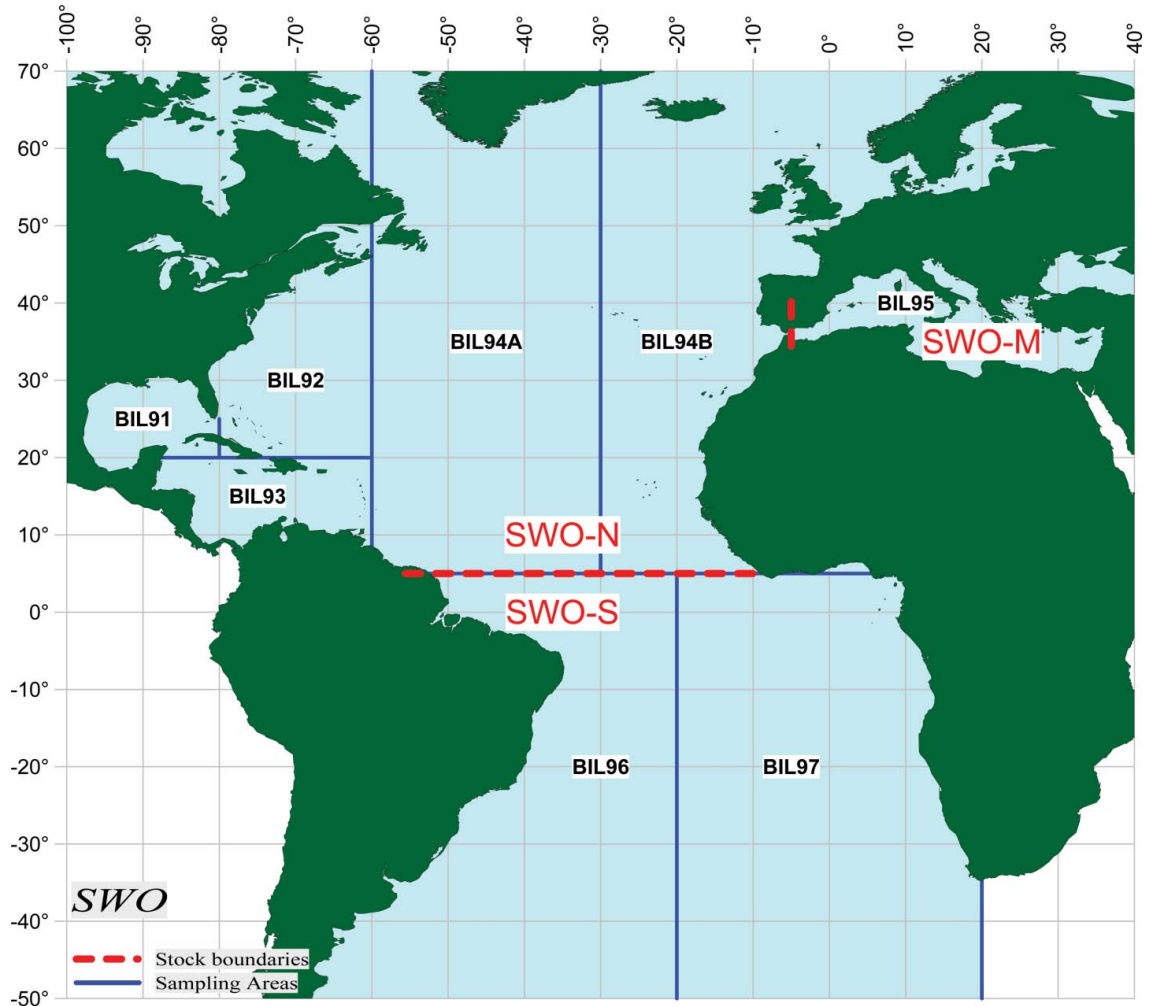 -100° -90° -80° -70° -60° -50° -40° -30° -20° -10° 0° 10° 20° 30° 40°
70°
60°
50°
40°
30°
20°
10°
0°
-10°
-20°
-30°
-40°
-50°
BIL95
BIL94A
BIL94B
SWO-M
BIL92
BIL91
BIL93
SWO-N
SWO-S
BIL96
BIL97
SWO
Stock boundaries
Sampling Areas